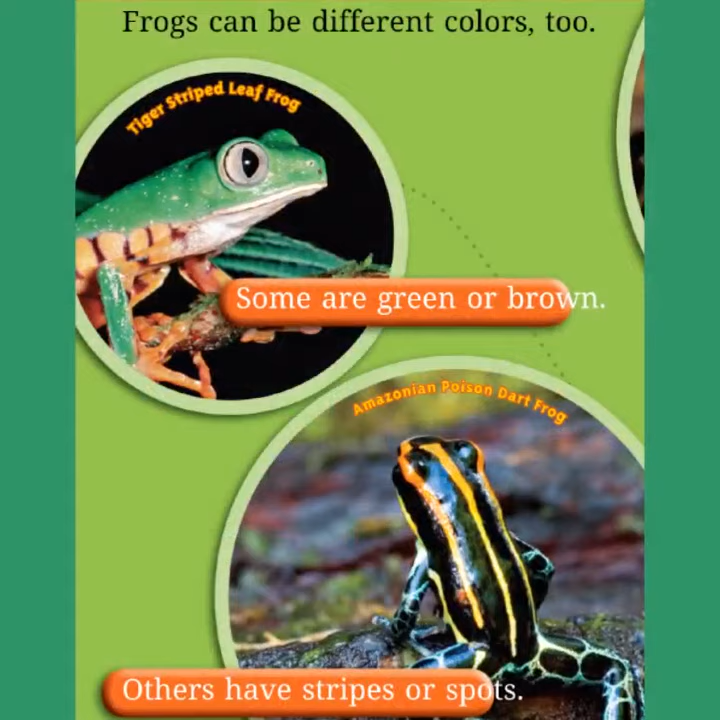 Frogs can be different colors, too.
Tiger Striped Leaf Frog
Some are green or brown.
Amazonian Poison Dart Frog
Others have stripes or spots.